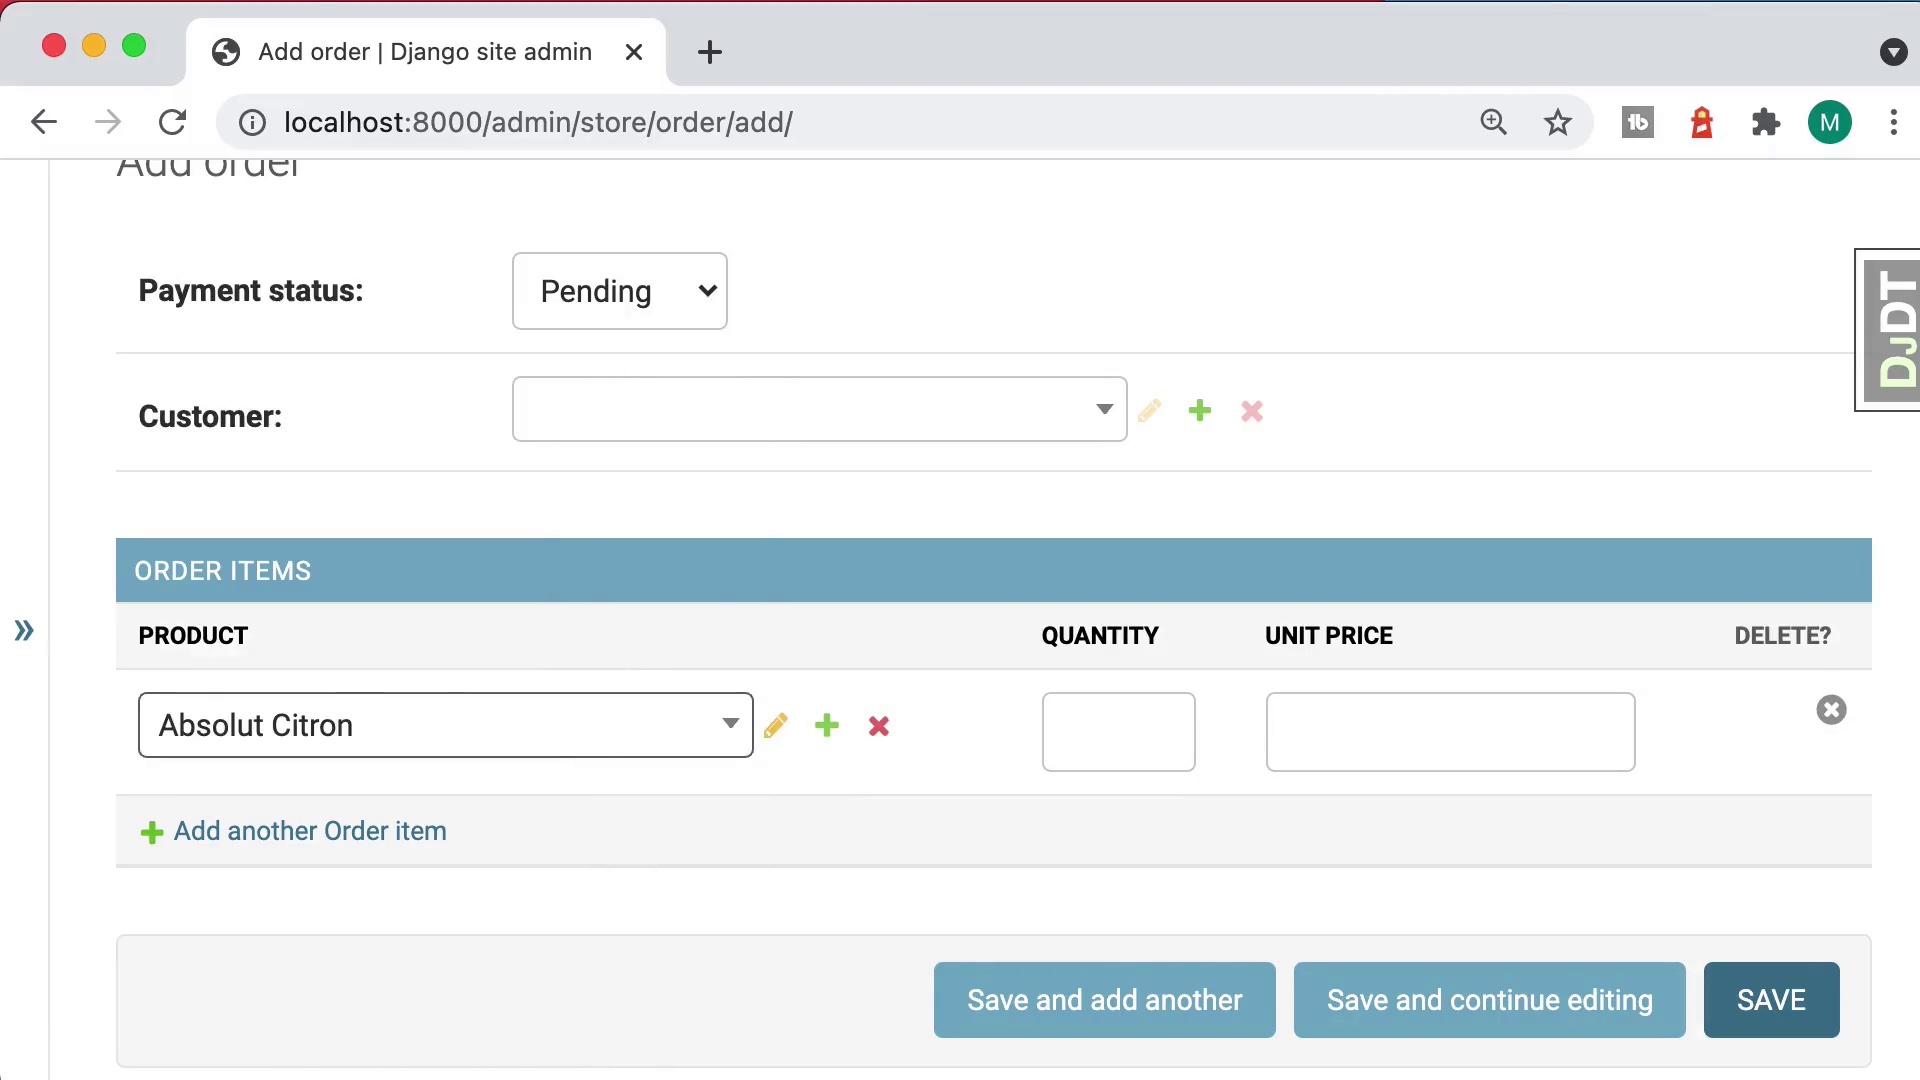 Add order | Django site admin
localhost:8000/admin/store/order/add/
M
Add order
Payment status:
Pending
DJDT
Customer:
ORDER ITEMS
PRODUCT QUANTITY UNIT PRICE DELETE?
Absolut Citron
Add another Order item
Save and add another Save and continue editing SAVE